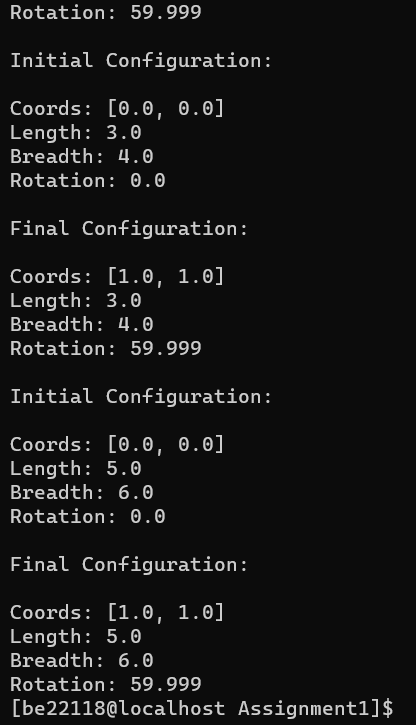 Rotation: 59.999
Initial Configuration:
Coords: [0.0, 0.0]
Length: 3.0
Breadth: 4.0
Rotation: 0.0
Final Configuration:
Coords: [1.0, 1.0]
Length: 3.0
Breadth: 4.0
Rotation: 59.999
Initial Configuration:
Coords: [0.0, 0.0]
Length: 5.0
Breadth: 6.0
Rotation: 0.0
Final Configuration:
Coords: [1.0, 1.0]
Length: 5.0
Breadth: 6.0
Rotation: 59.999
[be22118@localhost Assignment1]$